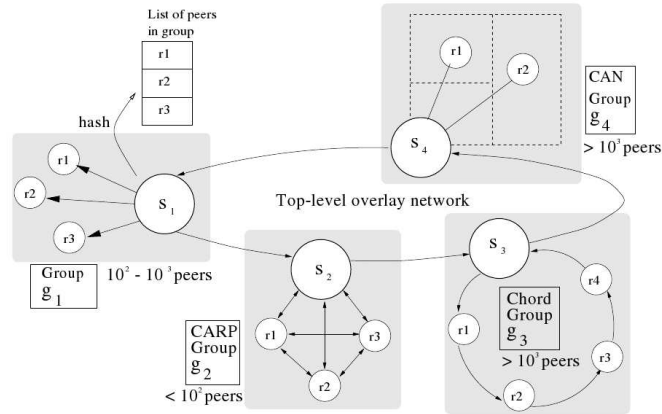 List of peers
in group
r1
r2
r3
hash
r1
r2
r3
S1
Group
g1
10² - 10³ peers
r1
r2
S4
CAN
Group
g4
> 10³ peers
Top-level overlay network
S2
r1
r3
r2
CARP
Group
g2
< 10² peers
S3
r4
r1
r3
r2
Chord
Group
g3
> 10³ peers